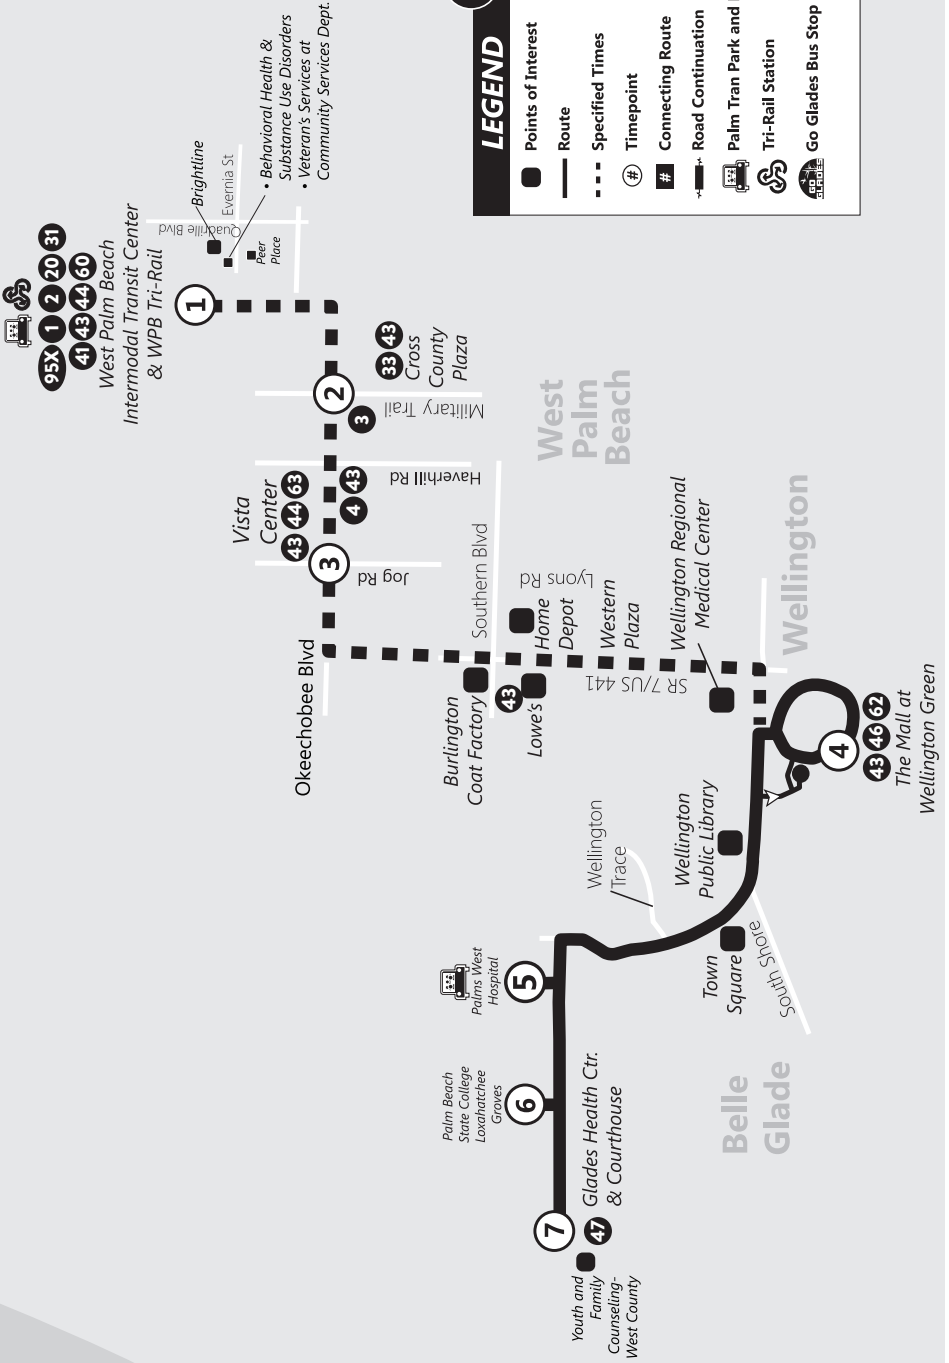 95X 1 2 20 31
41 43 44 60
West Palm Beach
Intermodal Transit Center
& WPB Tri-Rail
1
Brightline
Quadrille Blvd
Evernia St
Peer
Place
• Behavioral Health &
Substance Use Disorders
• Veteran's Services at
Community Services Dept.
2
3
Military Trail
33 43
Cross
County
Plaza
Haverhill Rd
4 43
Vista
Center
43 44 63
3
Jog Rd
Okeechobee Blvd
Southern Blvd
Lyons Rd
Burlington
Coat Factory
43
Lowe's
Home
Depot
Western
Plaza
SR 7/US 441
Wellington Regional
Medical Center
West
Palm
Beach
Wellington
4
43 46 62
The Mall at
Wellington Green
Wellington
Public Library
Wellington
Trace
Town
Square
South Shore
5
Palms West
Hospital
6
Palm Beach
State College
Loxahatchee
Groves
Belle
Glade
7
47
Glades Health Ctr.
& Courthouse
Youth and
Family
Counseling-
West County
LEGEND
Points of Interest
Route
Specified Times
# Timepoint
# Connecting Route
Road Continuation
Palm Tran Park and
Tri-Rail Station
GO GLADES Go Glades Bus Stop